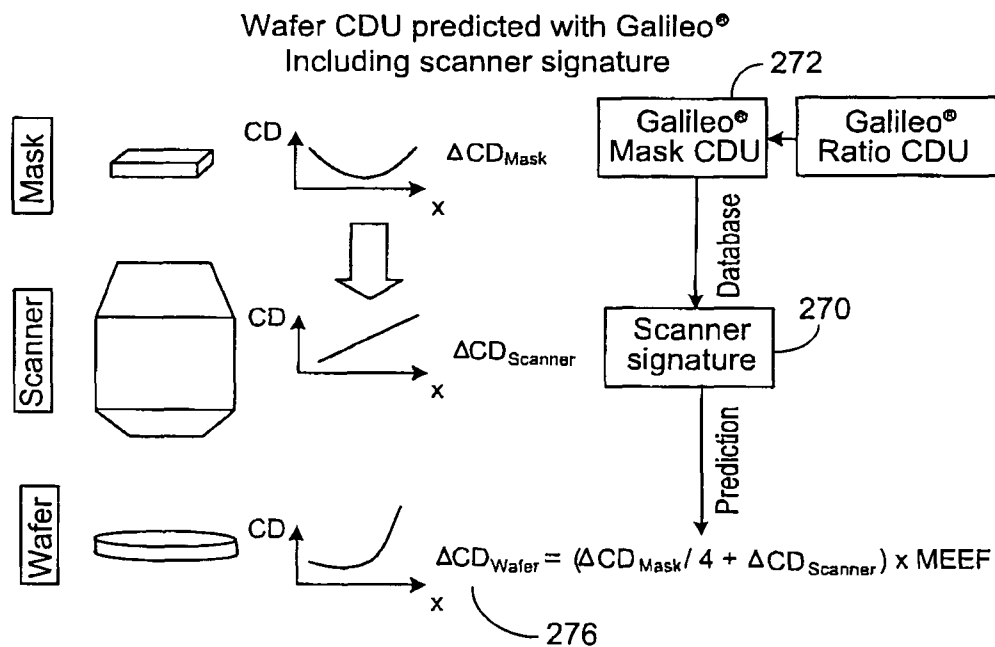 Wafer CDU predicted with Galileo®
Including scanner signature
272
Mask
CD
x
ΔCD_Mask
Galileo®
Mask CDU
Galileo®
Ratio CDU
Database
Scanner
CD
x
ΔCD_Scanner
Scanner
signature
270
Prediction
Wafer
CD
x
ΔCD_Wafer = (ΔCD_Mask / 4 + ΔCD_Scanner) x MEEF
276